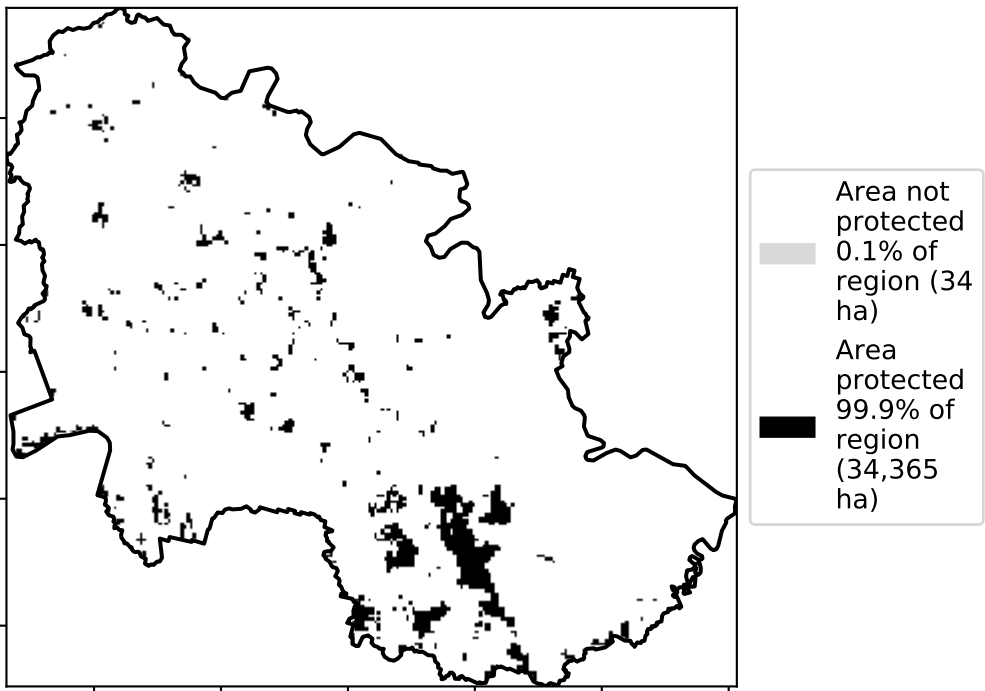 Area not
protected
0.1% of
region (34
ha)
Area
protected
99.9% of
region
(34,365
ha)